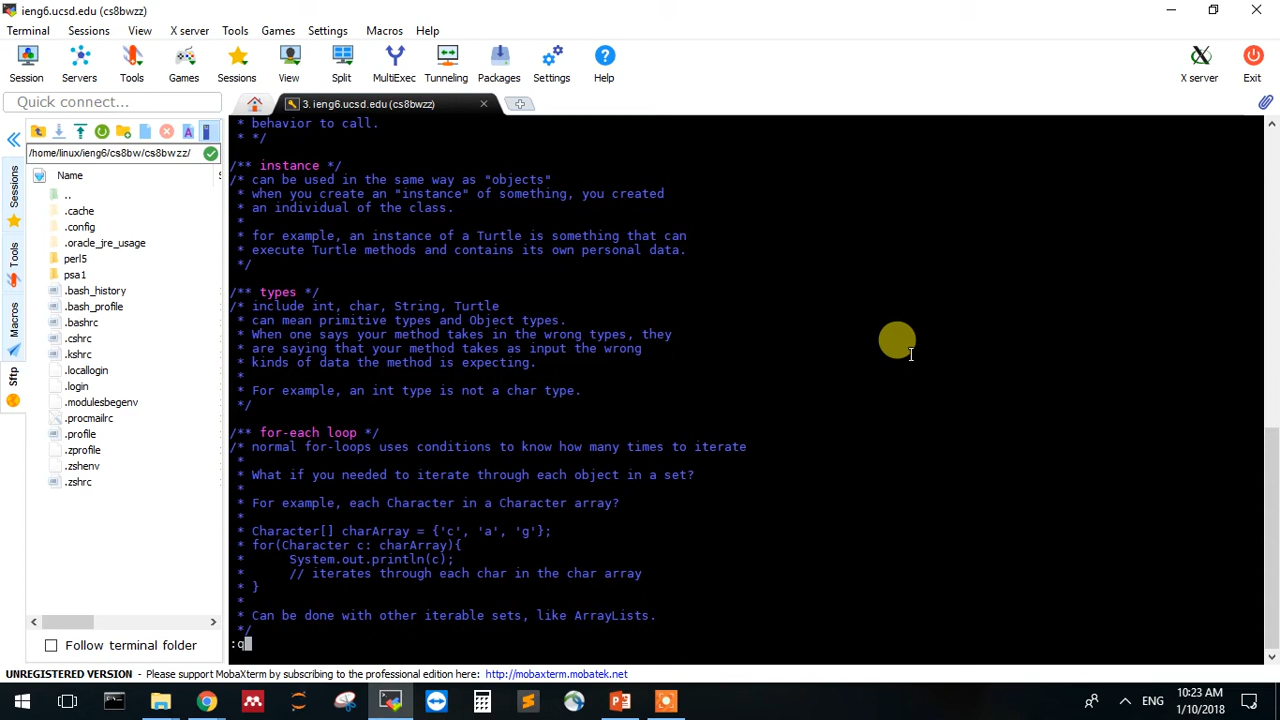 ieng6.ucsd.edu (cs8bwzz)
Terminal Sessions View X server Tools Games Settings Macros Help
Session Servers Tools Games Sessions View Split MultiExec Tunneling Packages Settings Help X server Exit
Quick connect...
3. ieng6.ucsd.edu (cs8bwzz)
/home/linux/ieng6/cs8bw/cs8bwzz/
Name
..
.cache
.config
.oracle_jre_usage
perl5
psa1
.bash_history
.bash_profile
.bashrc
.cshrc
.kshrc
.locallogin
.login
.modulesbegenv
.procmailrc
.profile
.zprofile
.zshenv
.zshrc
Sessions
Tools
Macros
Sftp
Follow terminal folder
* behavior to call.
* */
/** instance */
/* can be used in the same way as "objects"
* when you create an "instance" of something, you created
* an individual of the class.
*
* for example, an instance of a Turtle is something that can
* execute Turtle methods and contains its own personal data.
*/
/** types */
/* include int, char, String, Turtle
* can mean primitive types and Object types.
* When one says your method takes in the wrong types, they
* are saying that your method takes as input the wrong
* kinds of data the method is expecting.
*
* For example, an int type is not a char type.
*/
/** for-each loop */
/* normal for-loops uses conditions to know how many times to iterate
*
* What if you needed to iterate through each object in a set?
*
* For example, each Character in a Character array?
*
* Character[] charArray = {'c', 'a', 'g'};
* for(Character c: charArray){
* System.out.println(c);
* // iterates through each char in the char array
* }
*
* Can be done with other iterable sets, like ArrayLists.
*/
:q
UNREGISTERED VERSION - Please support MobaXterm by subscribing to the professional edition here: http://mobaxterm.mobatek.net
ENG
10:23 AM
1/10/2018